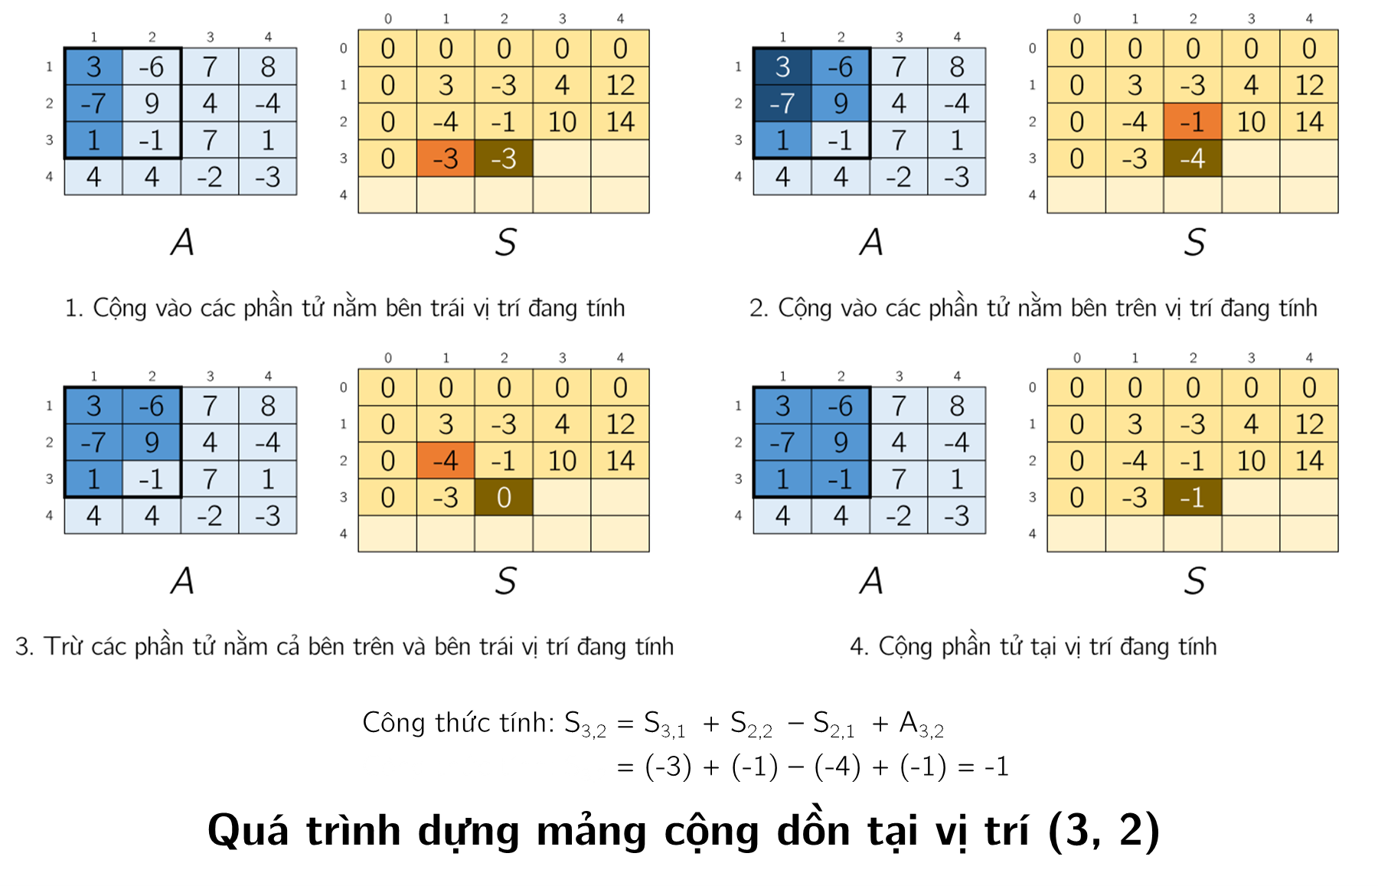 0 1 2 3 4
1 2 3 4
0 0 0 0 0 0
1 3 -6 7 8
1 0 3 -3 4 12
2 -7 9 4 -4
2 0 -4 -1 10 14
3 1 -1 7 1
3 0 -3 -3
4 4 4 -2 -3
4
A
S
1. Cộng vào các phần tử nằm bên trái vị trí đang tính
0 1 2 3 4
1 2 3 4
0 0 0 0 0 0
1 3 -6 7 8
1 0 3 -3 4 12
2 -7 9 4 -4
2 0 -4 -1 10 14
3 1 -1 7 1
3 0 -3 -4
4 4 4 -2 -3
4
A
S
2. Cộng vào các phần tử nằm bên trên vị trí đang tính
0 1 2 3 4
1 2 3 4
0 0 0 0 0 0
1 3 -6 7 8
1 0 3 -3 4 12
2 -7 9 4 -4
2 0 -4 -1 10 14
3 1 -1 7 1
3 0 -3 0
4 4 4 -2 -3
4
A
S
3. Trừ các phần tử nằm cả bên trên và bên trái vị trí đang tính
0 1 2 3 4
1 2 3 4
0 0 0 0 0 0
1 3 -6 7 8
1 0 3 -3 4 12
2 -7 9 4 -4
2 0 -4 -1 10 14
3 1 -1 7 1
3 0 -3 -1
4 4 4 -2 -3
4
A
S
4. Cộng phần tử tại vị trí đang tính
Công thức tính: S3,2 = S3,1 + S2,2 – S2,1 + A3,2
= (-3) + (-1) – (-4) + (-1) = -1
Quá trình dựng mảng cộng dồn tại vị trí (3, 2)